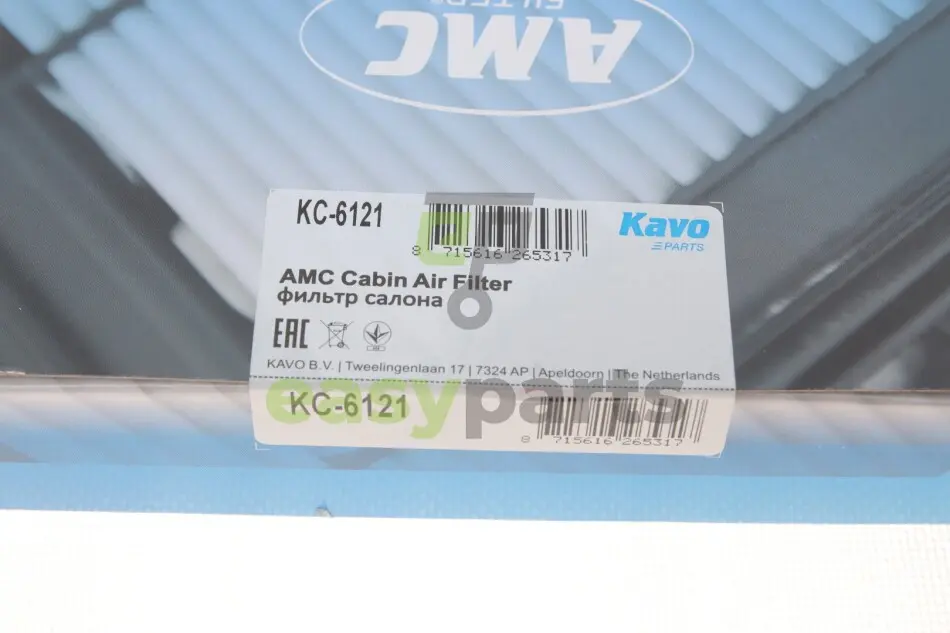 AMC
FILTERS
KC-6121
8 715616 265317
Kavo
PARTS
AMC Cabin Air Filter
фильтр салона
EAC
KAVO B.V. | Tweelingenlaan 17 | 7324 AP | Apeldoorn | The Netherlands
easyparts
KC-6121
8 715616 265317